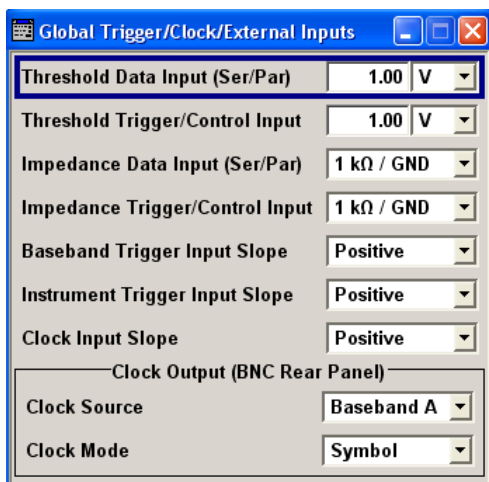 Global Trigger/Clock/External Inputs
Threshold Data Input (Ser/Par) 1.00 V
Threshold Trigger/Control Input 1.00 V
Impedance Data Input (Ser/Par) 1 kΩ / GND
Impedance Trigger/Control Input 1 kΩ / GND
Baseband Trigger Input Slope Positive
Instrument Trigger Input Slope Positive
Clock Input Slope Positive
Clock Output (BNC Rear Panel)
Clock Source Baseband A
Clock Mode Symbol